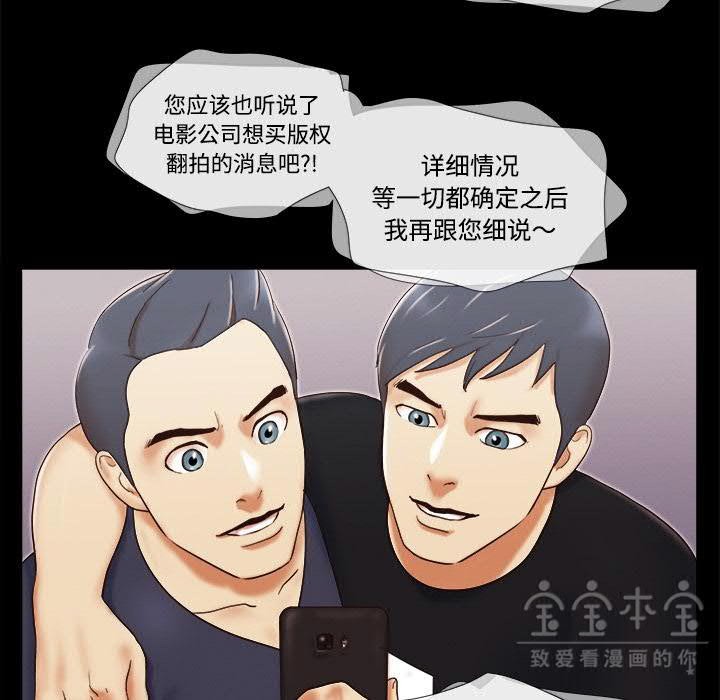 您应该也听说了
电影公司想买版权
翻拍的消息吧?!
详细情况
等一切都确定之后
我再跟您细说～
宝宝本宝
致爱看漫画的你